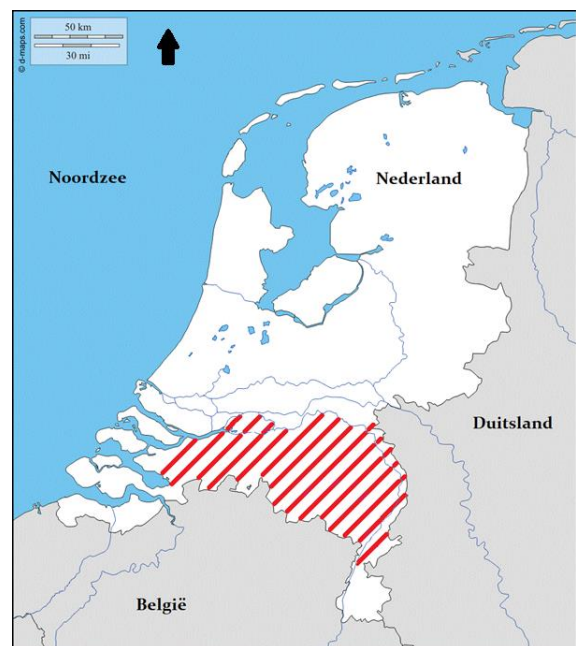 50 km
30 mi
© d-maps.com
Noordzee
Nederland
Duitsland
België